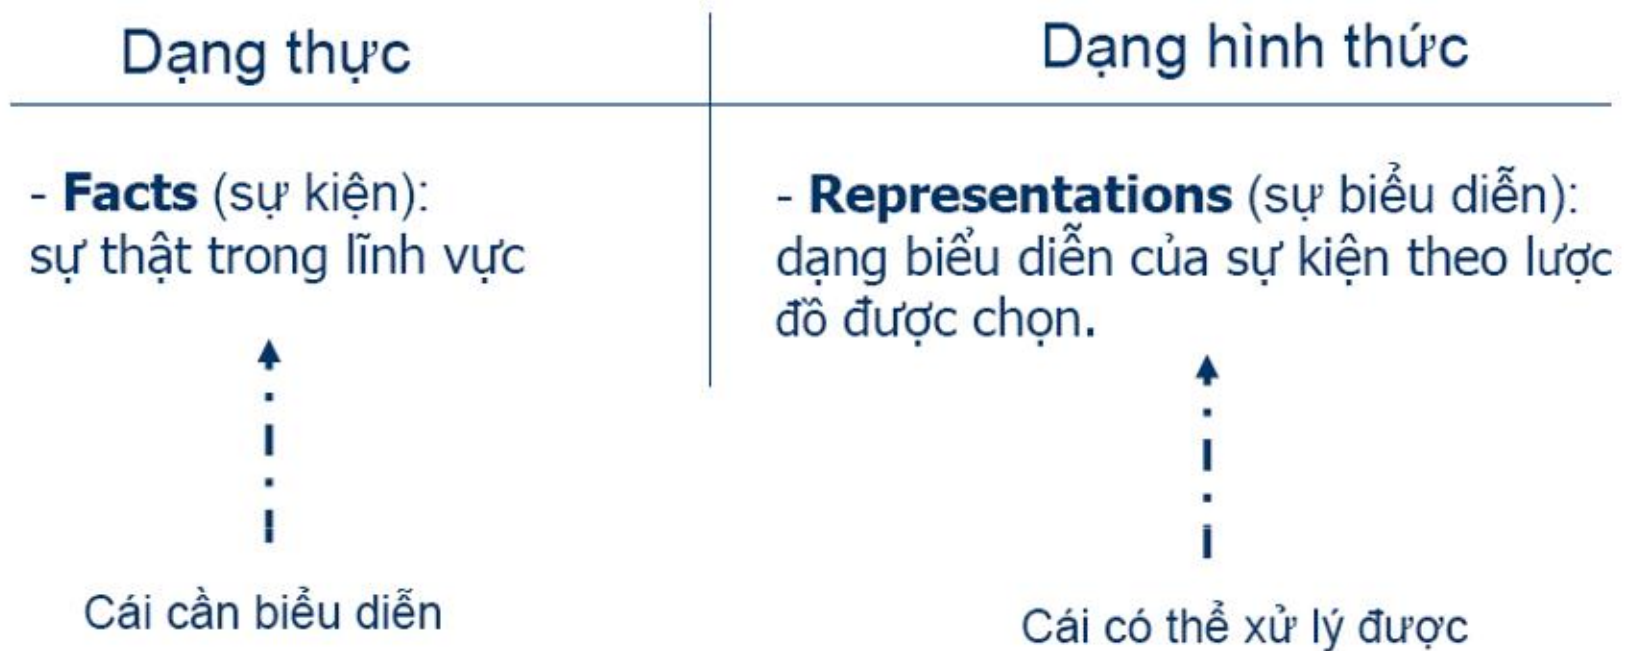 Dạng thực
Dạng hình thức
- Facts (sự kiện):
sự thật trong lĩnh vực
- Representations (sự biểu diễn):
dạng biểu diễn của sự kiện theo lược
đồ được chọn.
Cái cần biểu diễn
Cái có thể xử lý được